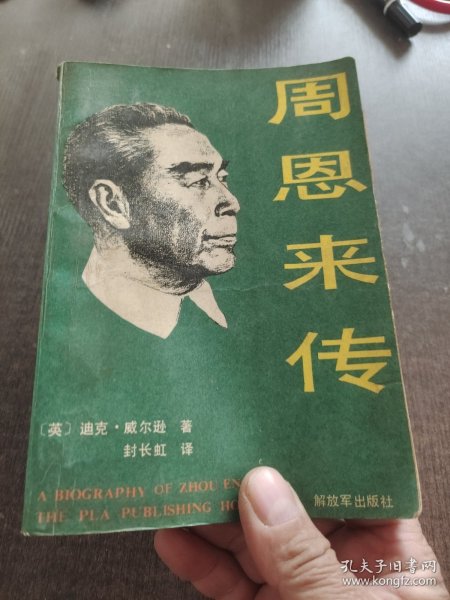 周恩来传
〔英〕迪克·威尔逊 著
封长虹 译
A BIOGRAPHY OF ZHOU EN
THE PLA PUBLISHING HO
解放军出版社
孔夫子旧书网
www.kongfz.com